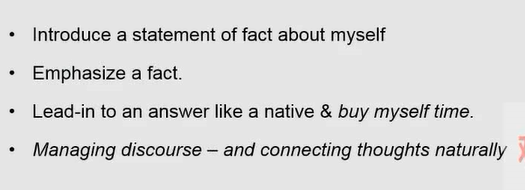 • Introduce a statement of fact about myself
• Emphasize a fact.
• Lead-in to an answer like a native & buy myself time.
• Managing discourse – and connecting thoughts naturally